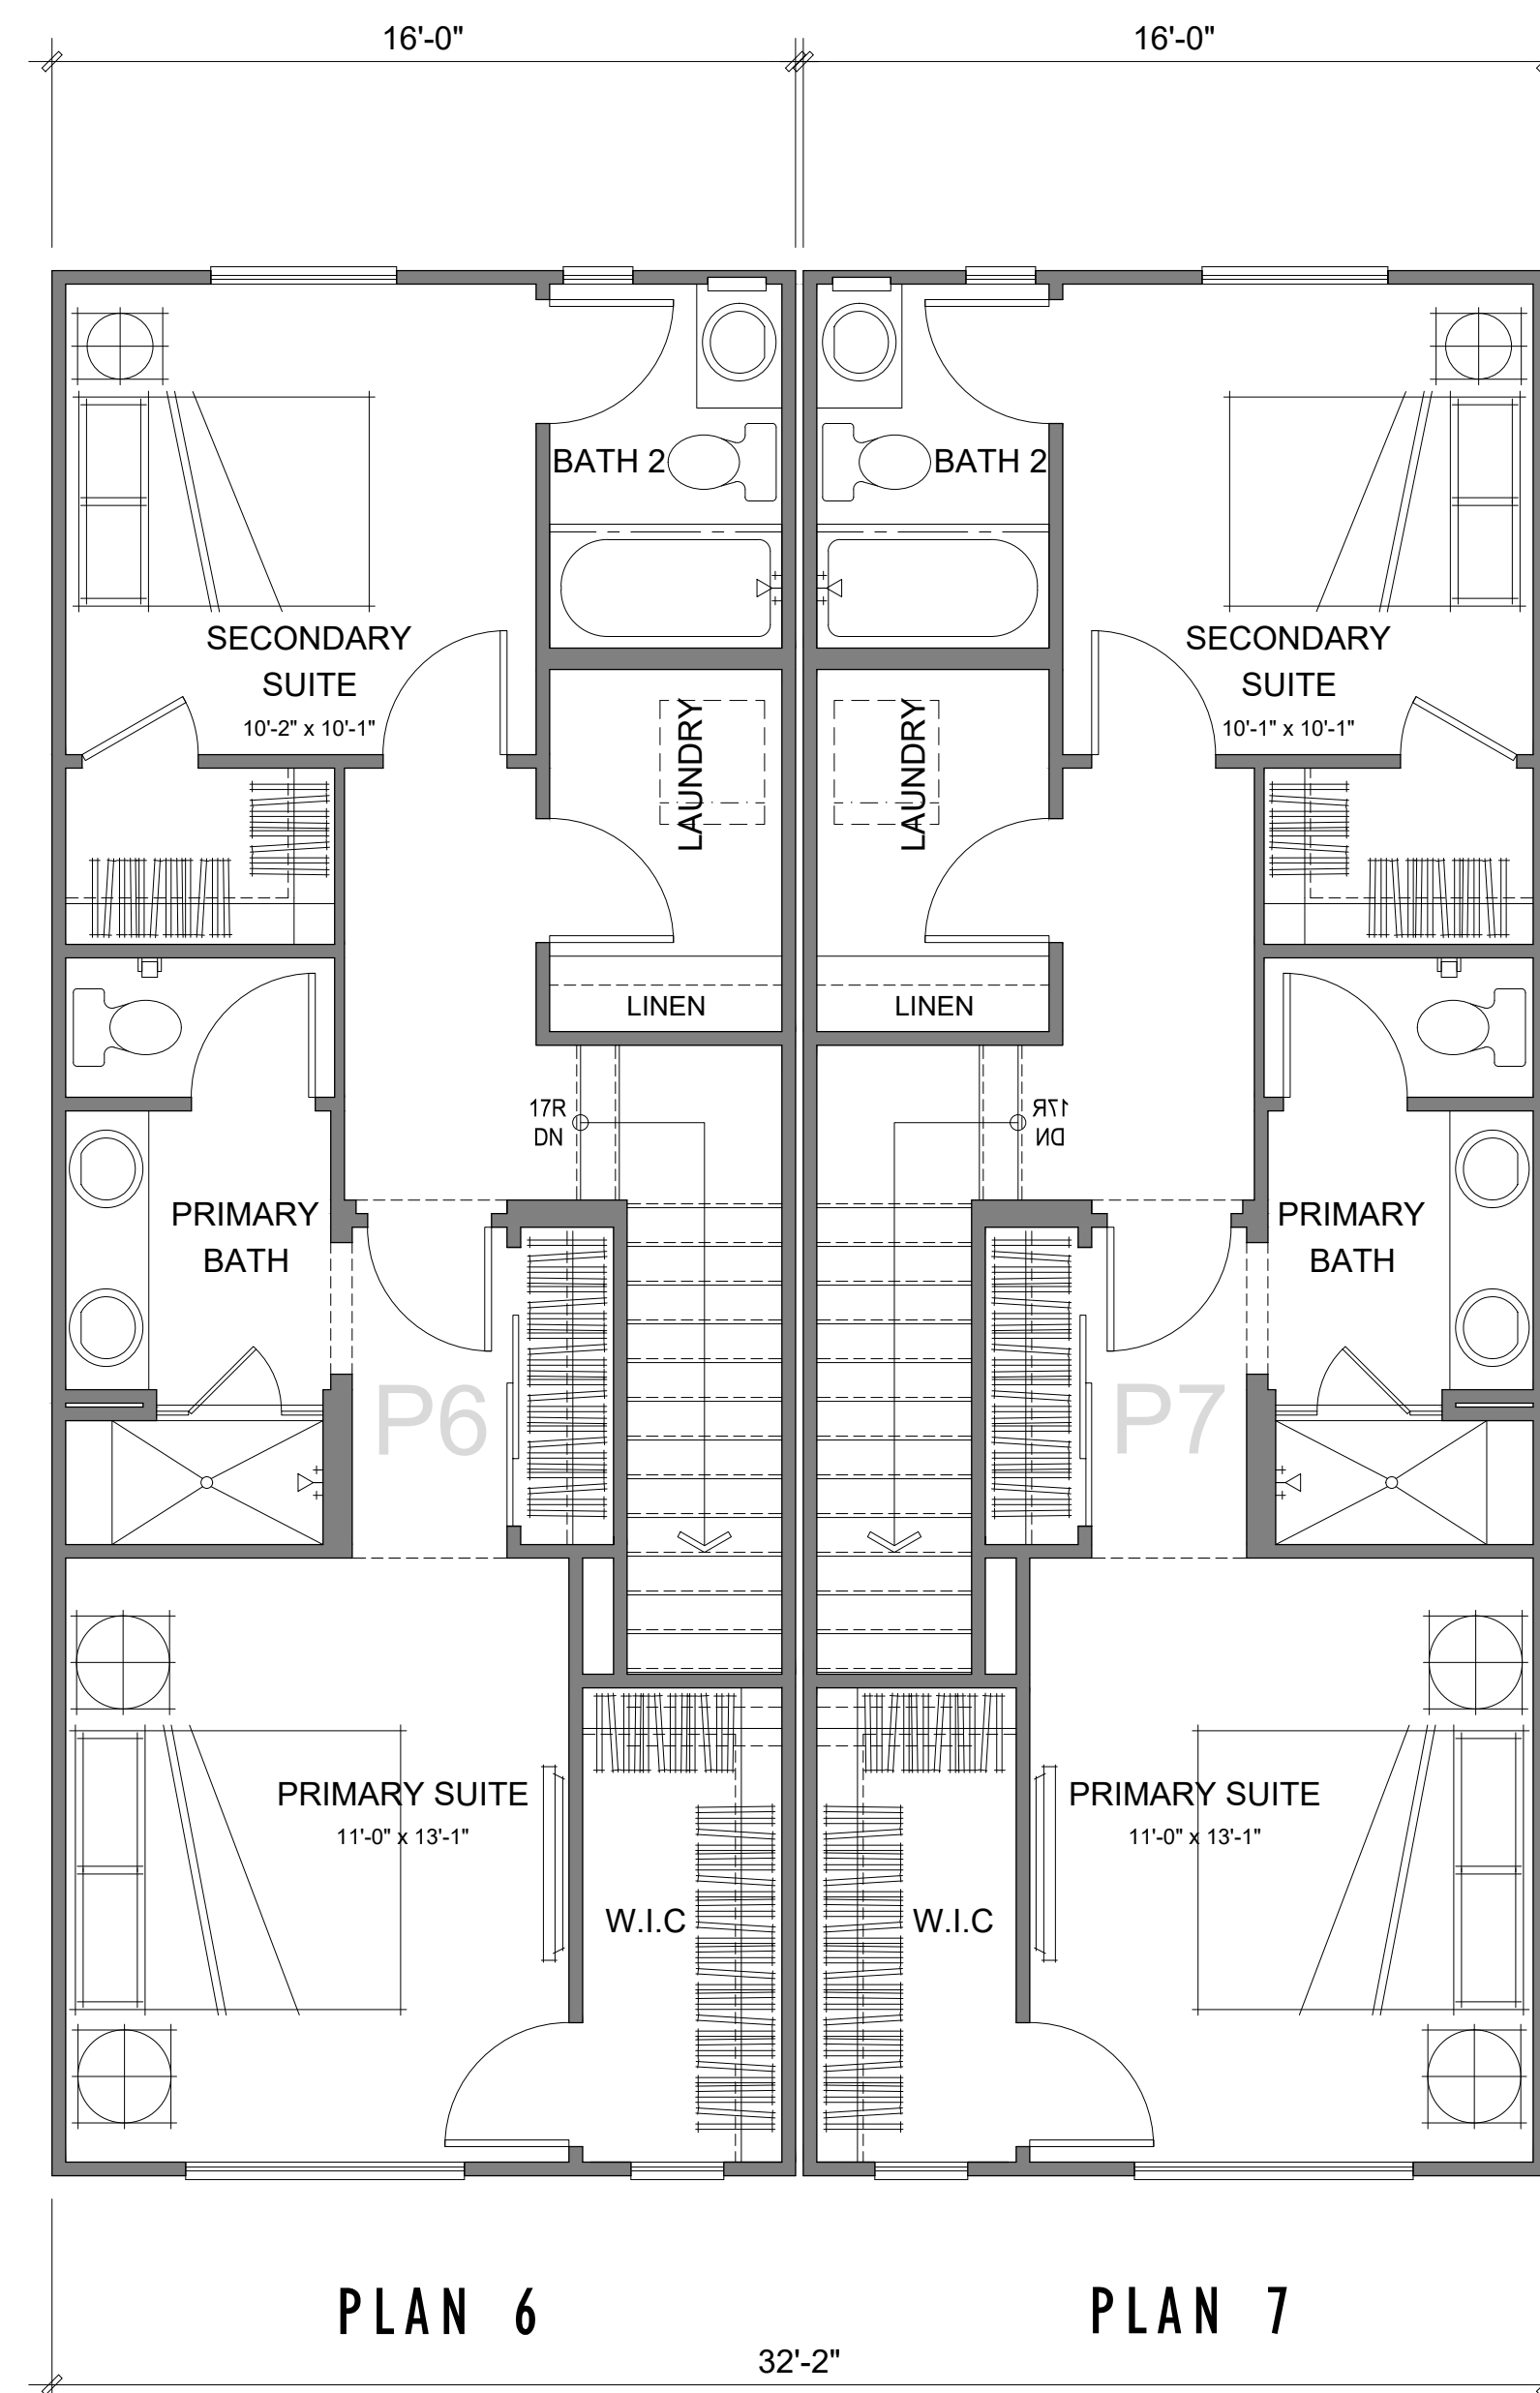 16'-0"
16'-0"
BATH 2
BATH 2
SECONDARY
SUITE
10'-2" x 10'-1"
SECONDARY
SUITE
10'-1" x 10'-1"
LAUNDRY
LAUNDRY
LINEN
LINEN
17R
DN
17R
DN
PRIMARY
BATH
PRIMARY
BATH
P6
P7
PRIMARY SUITE
11'-0" x 13'-1"
PRIMARY SUITE
11'-0" x 13'-1"
W.I.C
W.I.C
PLAN 6
PLAN 7
32'-2"